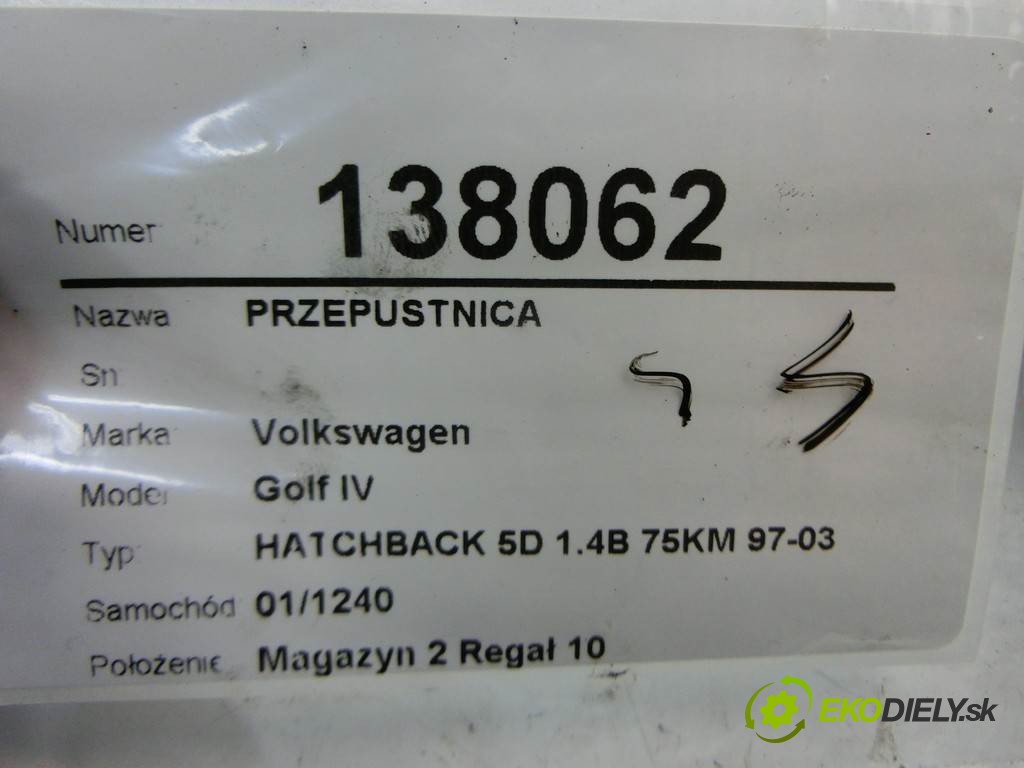 Numer 138062
Nazwa PRZEPUSTNICA
Sn
Marka Volkswagen
Model Golf IV
Typ HATCHBACK 5D 1.4B 75KM 97-03
Samochód 01/1240
Położenie Magazyn 2 Regał 10
EKODIELY.sk